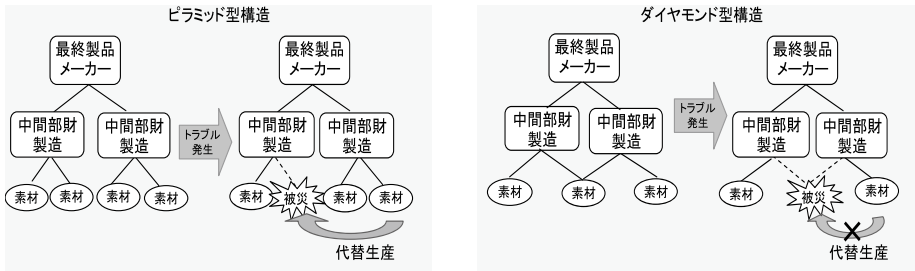 ピラミッド型構造
最終製品
メーカー
中間部財
製造
中間部財
製造
素材
素材
素材
素材
トラブル
発生
最終製品
メーカー
中間部財
製造
中間部財
製造
素材
被災
素材
素材
代替生産
ダイヤモンド型構造
最終製品
メーカー
中間部財
製造
中間部財
製造
素材
素材
素材
トラブル
発生
最終製品
メーカー
中間部財
製造
中間部財
製造
素材
被災
素材
代替生産